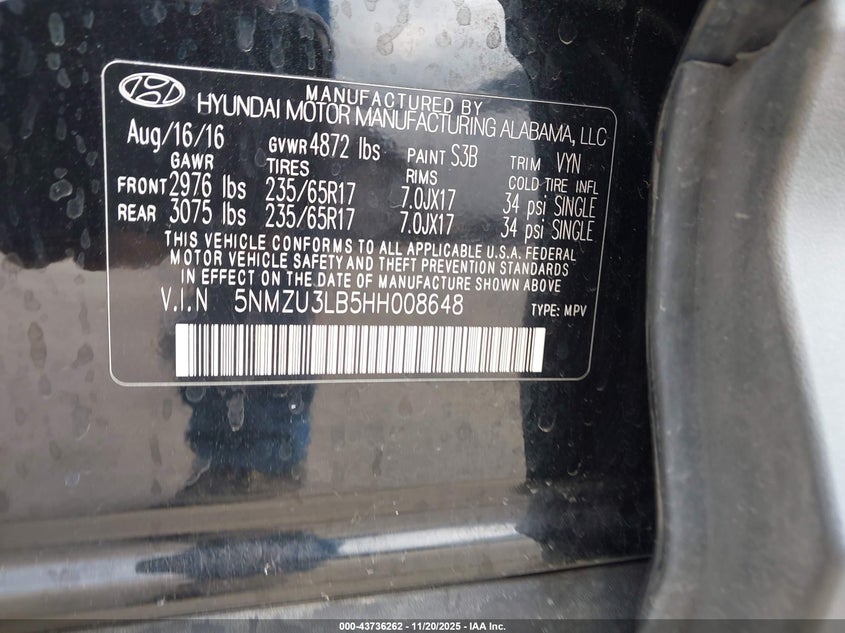 MANUFACTURED BY
HYUNDAI MOTOR MANUFACTURING ALABAMA, LLC
Aug/16/16 GVWR 4872 lbs PAINT S3B TRIM VYN
GAWR TIRES RIMS COLD TIRE INFL
FRONT 2976 lbs 235/65R17 7.0JX17 34 psi SINGLE
REAR 3075 lbs 235/65R17 7.0JX17 34 psi SINGLE
THIS VEHICLE CONFORMS TO ALL APPLICABLE U.S.A. FEDERAL
MOTOR VEHICLE SAFETY AND THEFT PREVENTION STANDARDS
IN EFFECT ON THE DATE OF MANUFACTURE SHOWN ABOVE.
V.I.N 5NMZU3LB5HH008648 TYPE: MPV
000-43736262 - 11/20/2025 - IAA Inc.